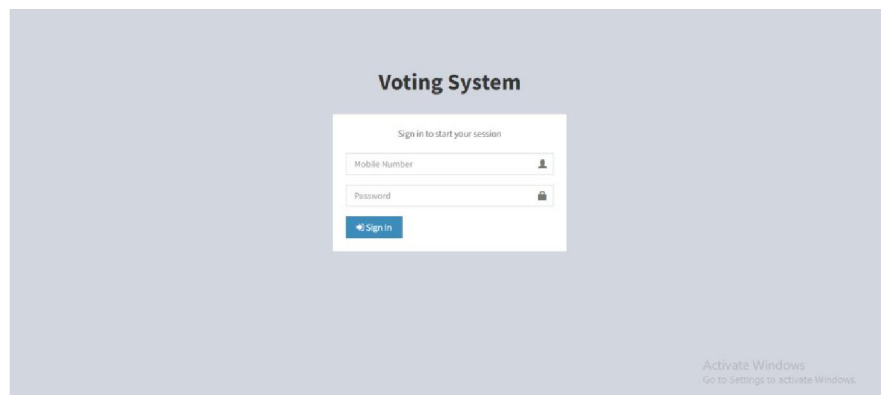 Voting System
Sign in to start your session
Mobile Number
Password
Sign In
Activate Windows
Go to Settings to activate Windows.